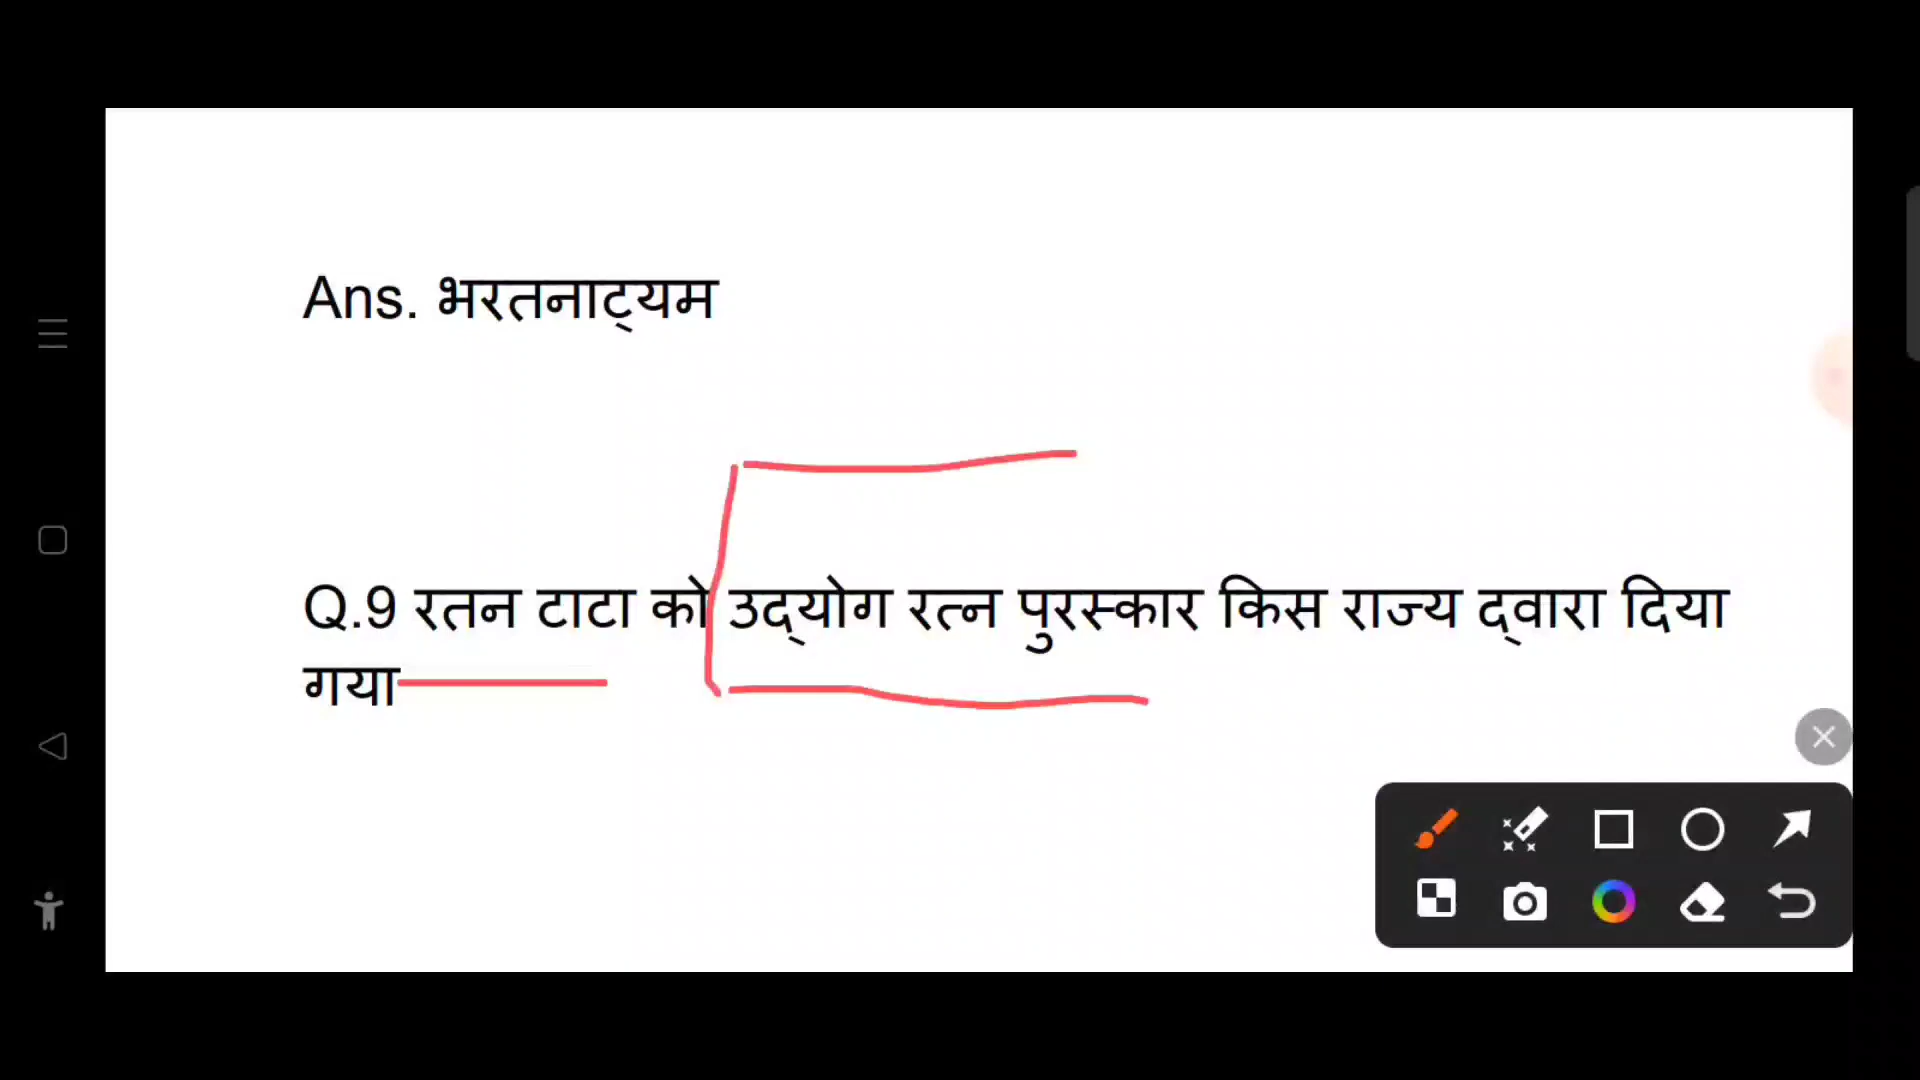 Ans. भरतनाट्यम
Q.9 रतन टाटा को उद्योग रत्न पुरस्कार किस राज्य द्वारा दिया
गया